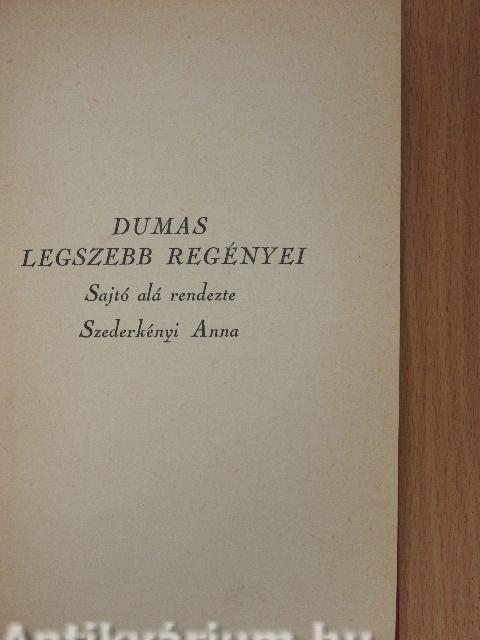 DUMAS
LEGSZEBB REGÉNYEI
Sajtó alá rendezte
Szederkényi Anna
Antikvárium.hu